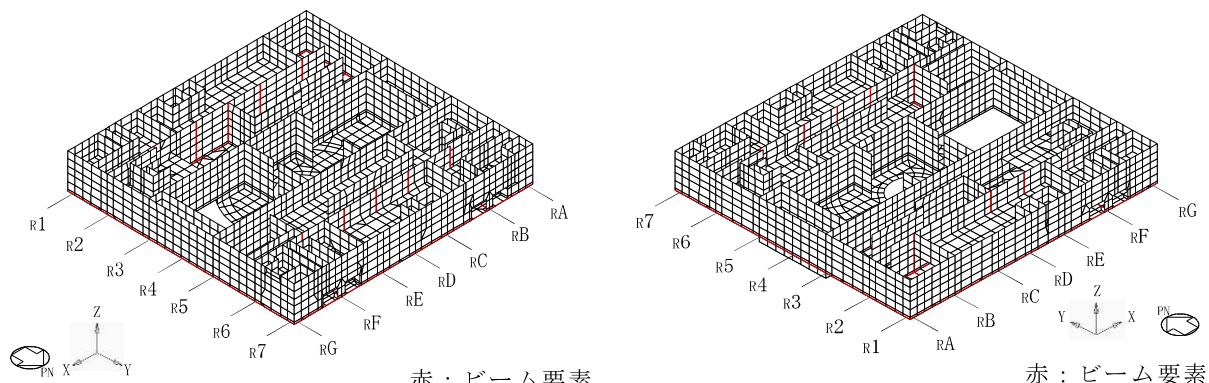 R1
R2
R3
R4
R5
R6
R7
RG
RF
RE
RD
RC
RB
RA
Z
X
Y
PN
赤：ビーム要素
R7
R6
R5
R4
R3
R2
R1
RA
RB
RC
RD
RE
RF
RG
Z
Y
X
PN
赤：ビーム要素